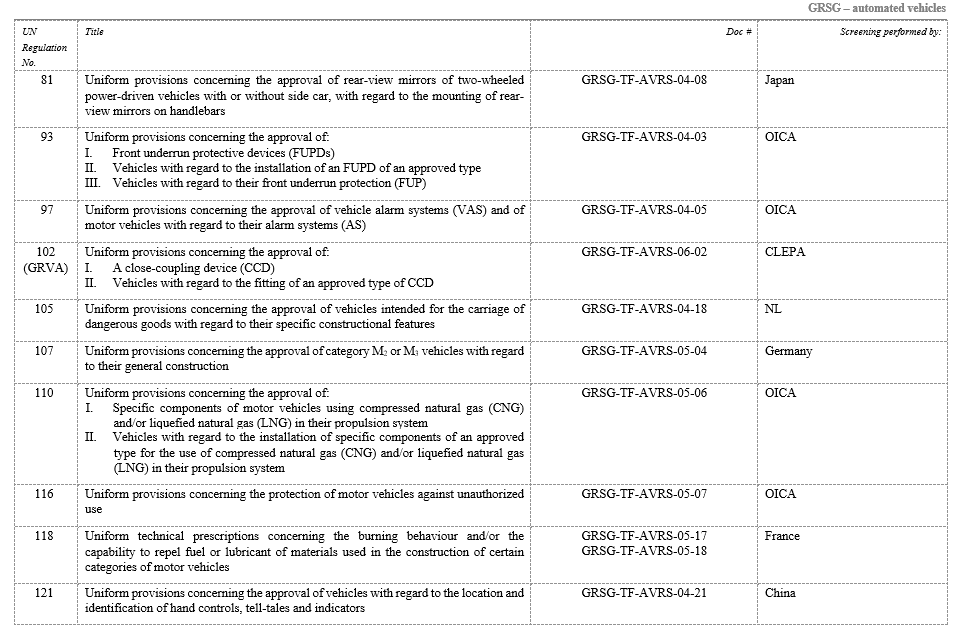 GRSG – automated vehicles
UN Regulation No. Title Doc # Screening performed by:
81 Uniform provisions concerning the approval of rear-view mirrors of two-wheeled GRSG-TF-AVRS-04-08 Japan
power-driven vehicles with or without side car, with regard to the mounting of rear-
view mirrors on handlebars
93 Uniform provisions concerning the approval of: GRSG-TF-AVRS-04-03 OICA
I. Front underrun protective devices (FUPDs)
II. Vehicles with regard to the installation of an FUPD of an approved type
III. Vehicles with regard to their front underrun protection (FUP)
97 Uniform provisions concerning the approval of vehicle alarm systems (VAS) and of GRSG-TF-AVRS-04-05 OICA
motor vehicles with regard to their alarm systems (AS)
102 Uniform provisions concerning the approval of: GRSG-TF-AVRS-06-02 CLEPA
(GRVA) I. A close-coupling device (CCD)
II. Vehicles with regard to the fitting of an approved type of CCD
105 Uniform provisions concerning the approval of vehicles intended for the carriage of GRSG-TF-AVRS-04-18 NL
dangerous goods with regard to their specific constructional features
107 Uniform provisions concerning the approval of category M2 or M3 vehicles with regard GRSG-TF-AVRS-05-04 Germany
to their general construction
110 Uniform provisions concerning the approval of: GRSG-TF-AVRS-05-06 OICA
I. Specific components of motor vehicles using compressed natural gas (CNG)
and/or liquefied natural gas (LNG) in their propulsion system
II. Vehicles with regard to the installation of specific components of an approved
type for the use of compressed natural gas (CNG) and/or liquefied natural gas
(LNG) in their propulsion system
116 Uniform provisions concerning the protection of motor vehicles against unauthorized GRSG-TF-AVRS-05-07 OICA
use
118 Uniform technical prescriptions concerning the burning behaviour and/or the GRSG-TF-AVRS-05-17 France
capability to repel fuel or lubricant of materials used in the construction of certain GRSG-TF-AVRS-05-18
categories of motor vehicles
121 Uniform provisions concerning the approval of vehicles with regard to the location and GRSG-TF-AVRS-04-21 China
identification of hand controls, tell-tales and indicators